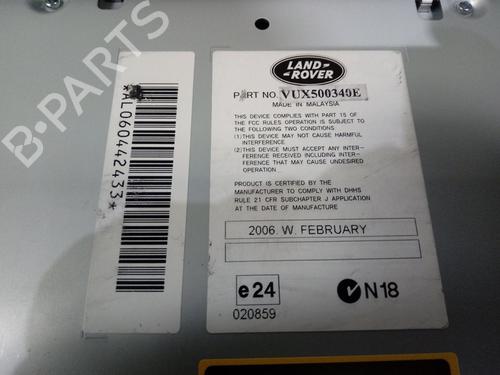 LAND-
ROVER
PART NO. VUX500340E
MADE IN MALAYSIA
THIS DEVICE COMPLIES WITH PART 15 OF
THE FCC RULES OPERATION IS SUBJECT TO
THE FOLLOWING TWO CONDITIONS
(1)THIS DEVICE MAY NOT CAUSE HARMFUL
INTERFERENCE
(2)THIS DEVICE MUST ACCEPT ANY INTER-
FERENCE RECEIVED INCLUDING INTER-
FERENCE THAT MAY CAUSE UNDESIRED
OPERATION
PRODUCT IS CERTIFIED BY THE
MANUFACTURER TO COMPLY WITH DHHS
RULE 21 CFR SUBCHAPTER J APPLICATION
AT THE DATE OF MANUFACTURE
2006. W. FEBRUARY
e24
020859
N18
*AL060442433*
B-PARTS